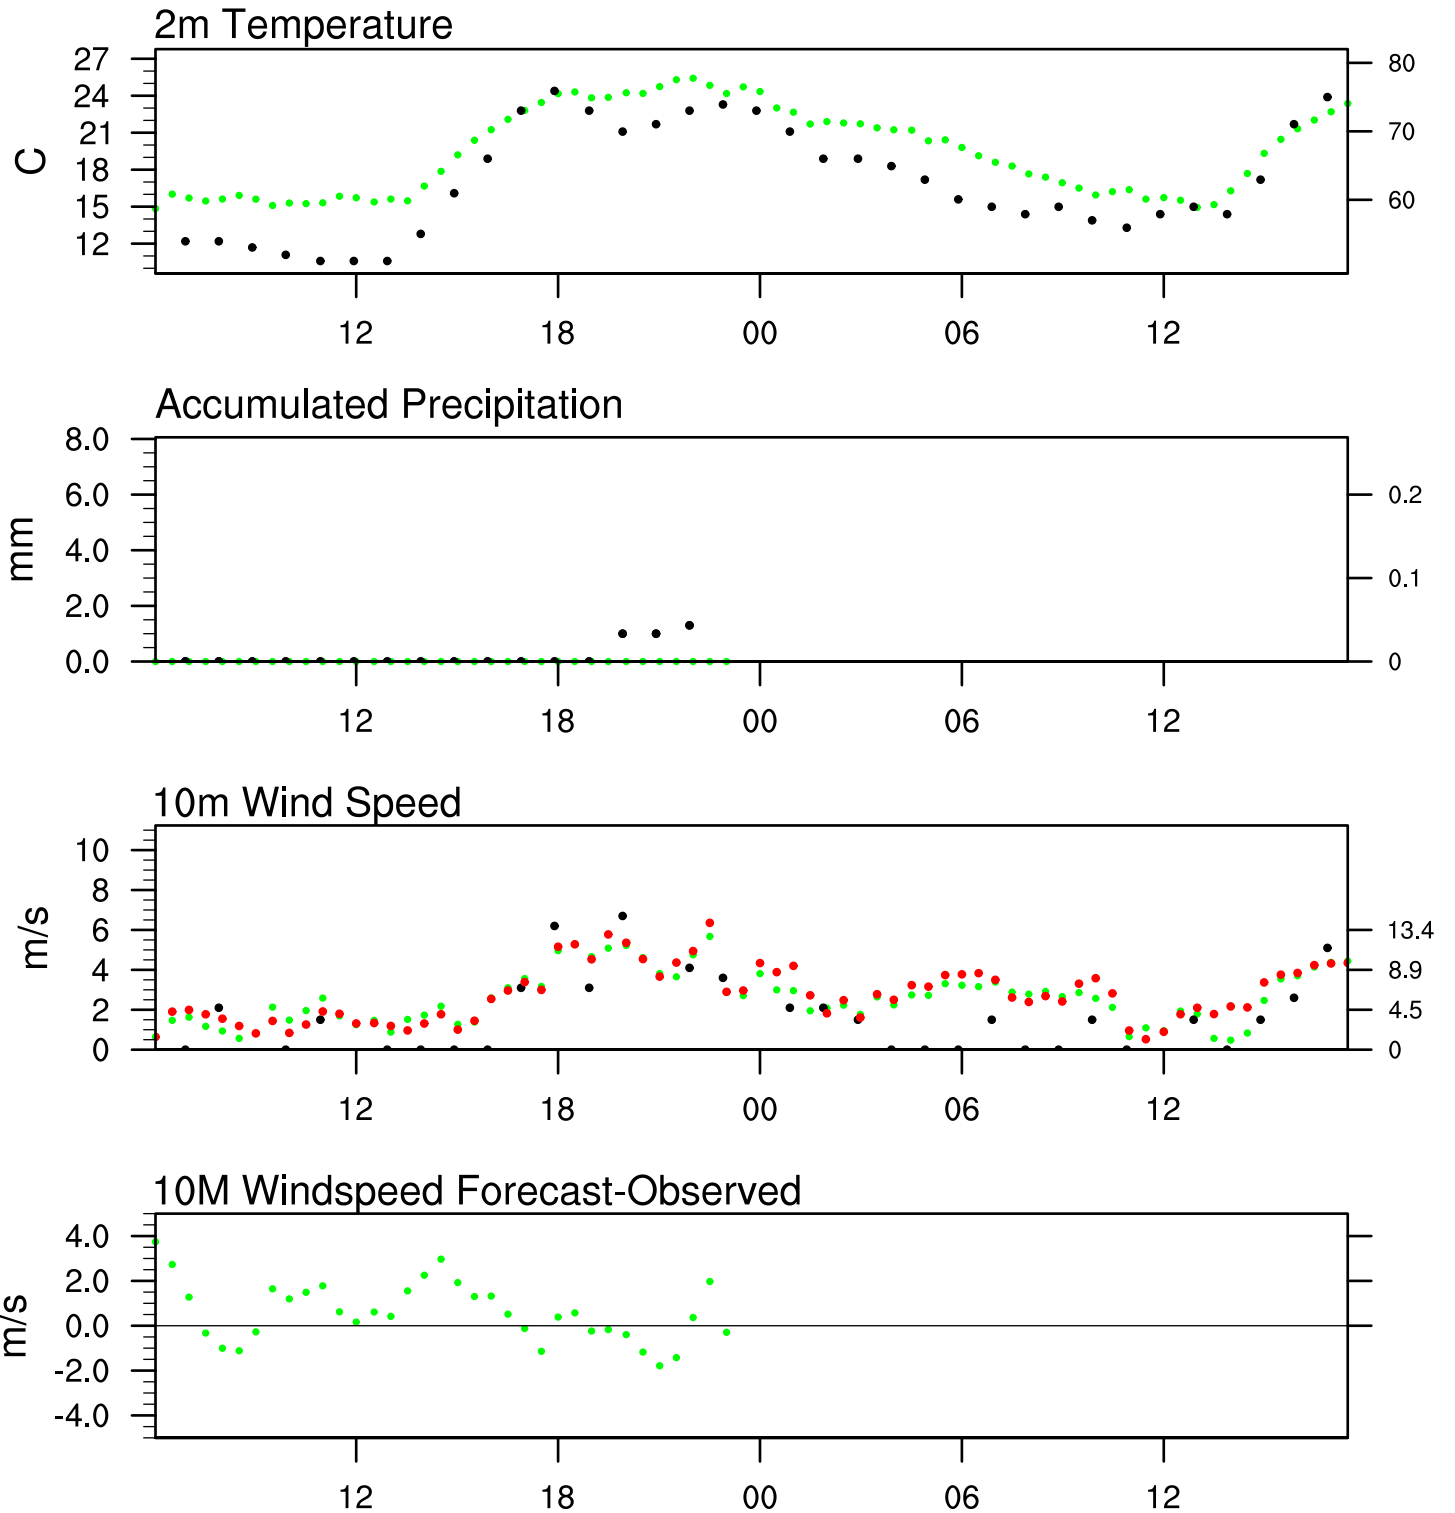 2m Temperature
27
24
21
18
15
12
C
80
70
60
12 18 00 06 12
Accumulated Precipitation
8.0
6.0
4.0
2.0
0.0
mm
0.2
0.1
0
12 18 00 06 12
10m Wind Speed
10
8
6
4
2
0
m/s
13.4
8.9
4.5
0
12 18 00 06 12
10M Windspeed Forecast-Observed
4.0
2.0
0.0
-2.0
-4.0
m/s
12 18 00 06 12